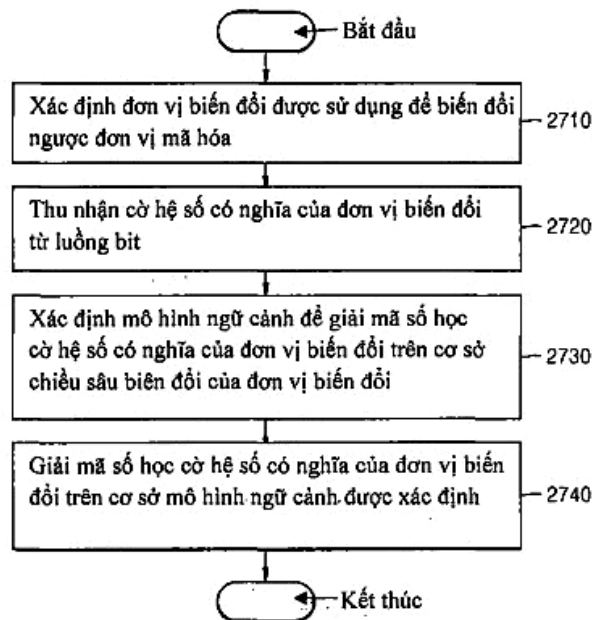 Bắt đầu
Xác định đơn vị biến đổi được sử dụng để biến đổi
ngược đơn vị mã hóa
2710
Thu nhận cờ hệ số có nghĩa của đơn vị biến đổi
từ luồng bit
2720
Xác định mô hình ngữ cảnh để giải mã số học
cờ hệ số có nghĩa của đơn vị biến đổi trên cơ sở
chiều sâu biên đổi của đơn vị biến đổi
2730
Giải mã số học cờ hệ số có nghĩa của đơn vị biến
đổi trên cơ sở mô hình ngữ cảnh được xác định
2740
Kết thúc